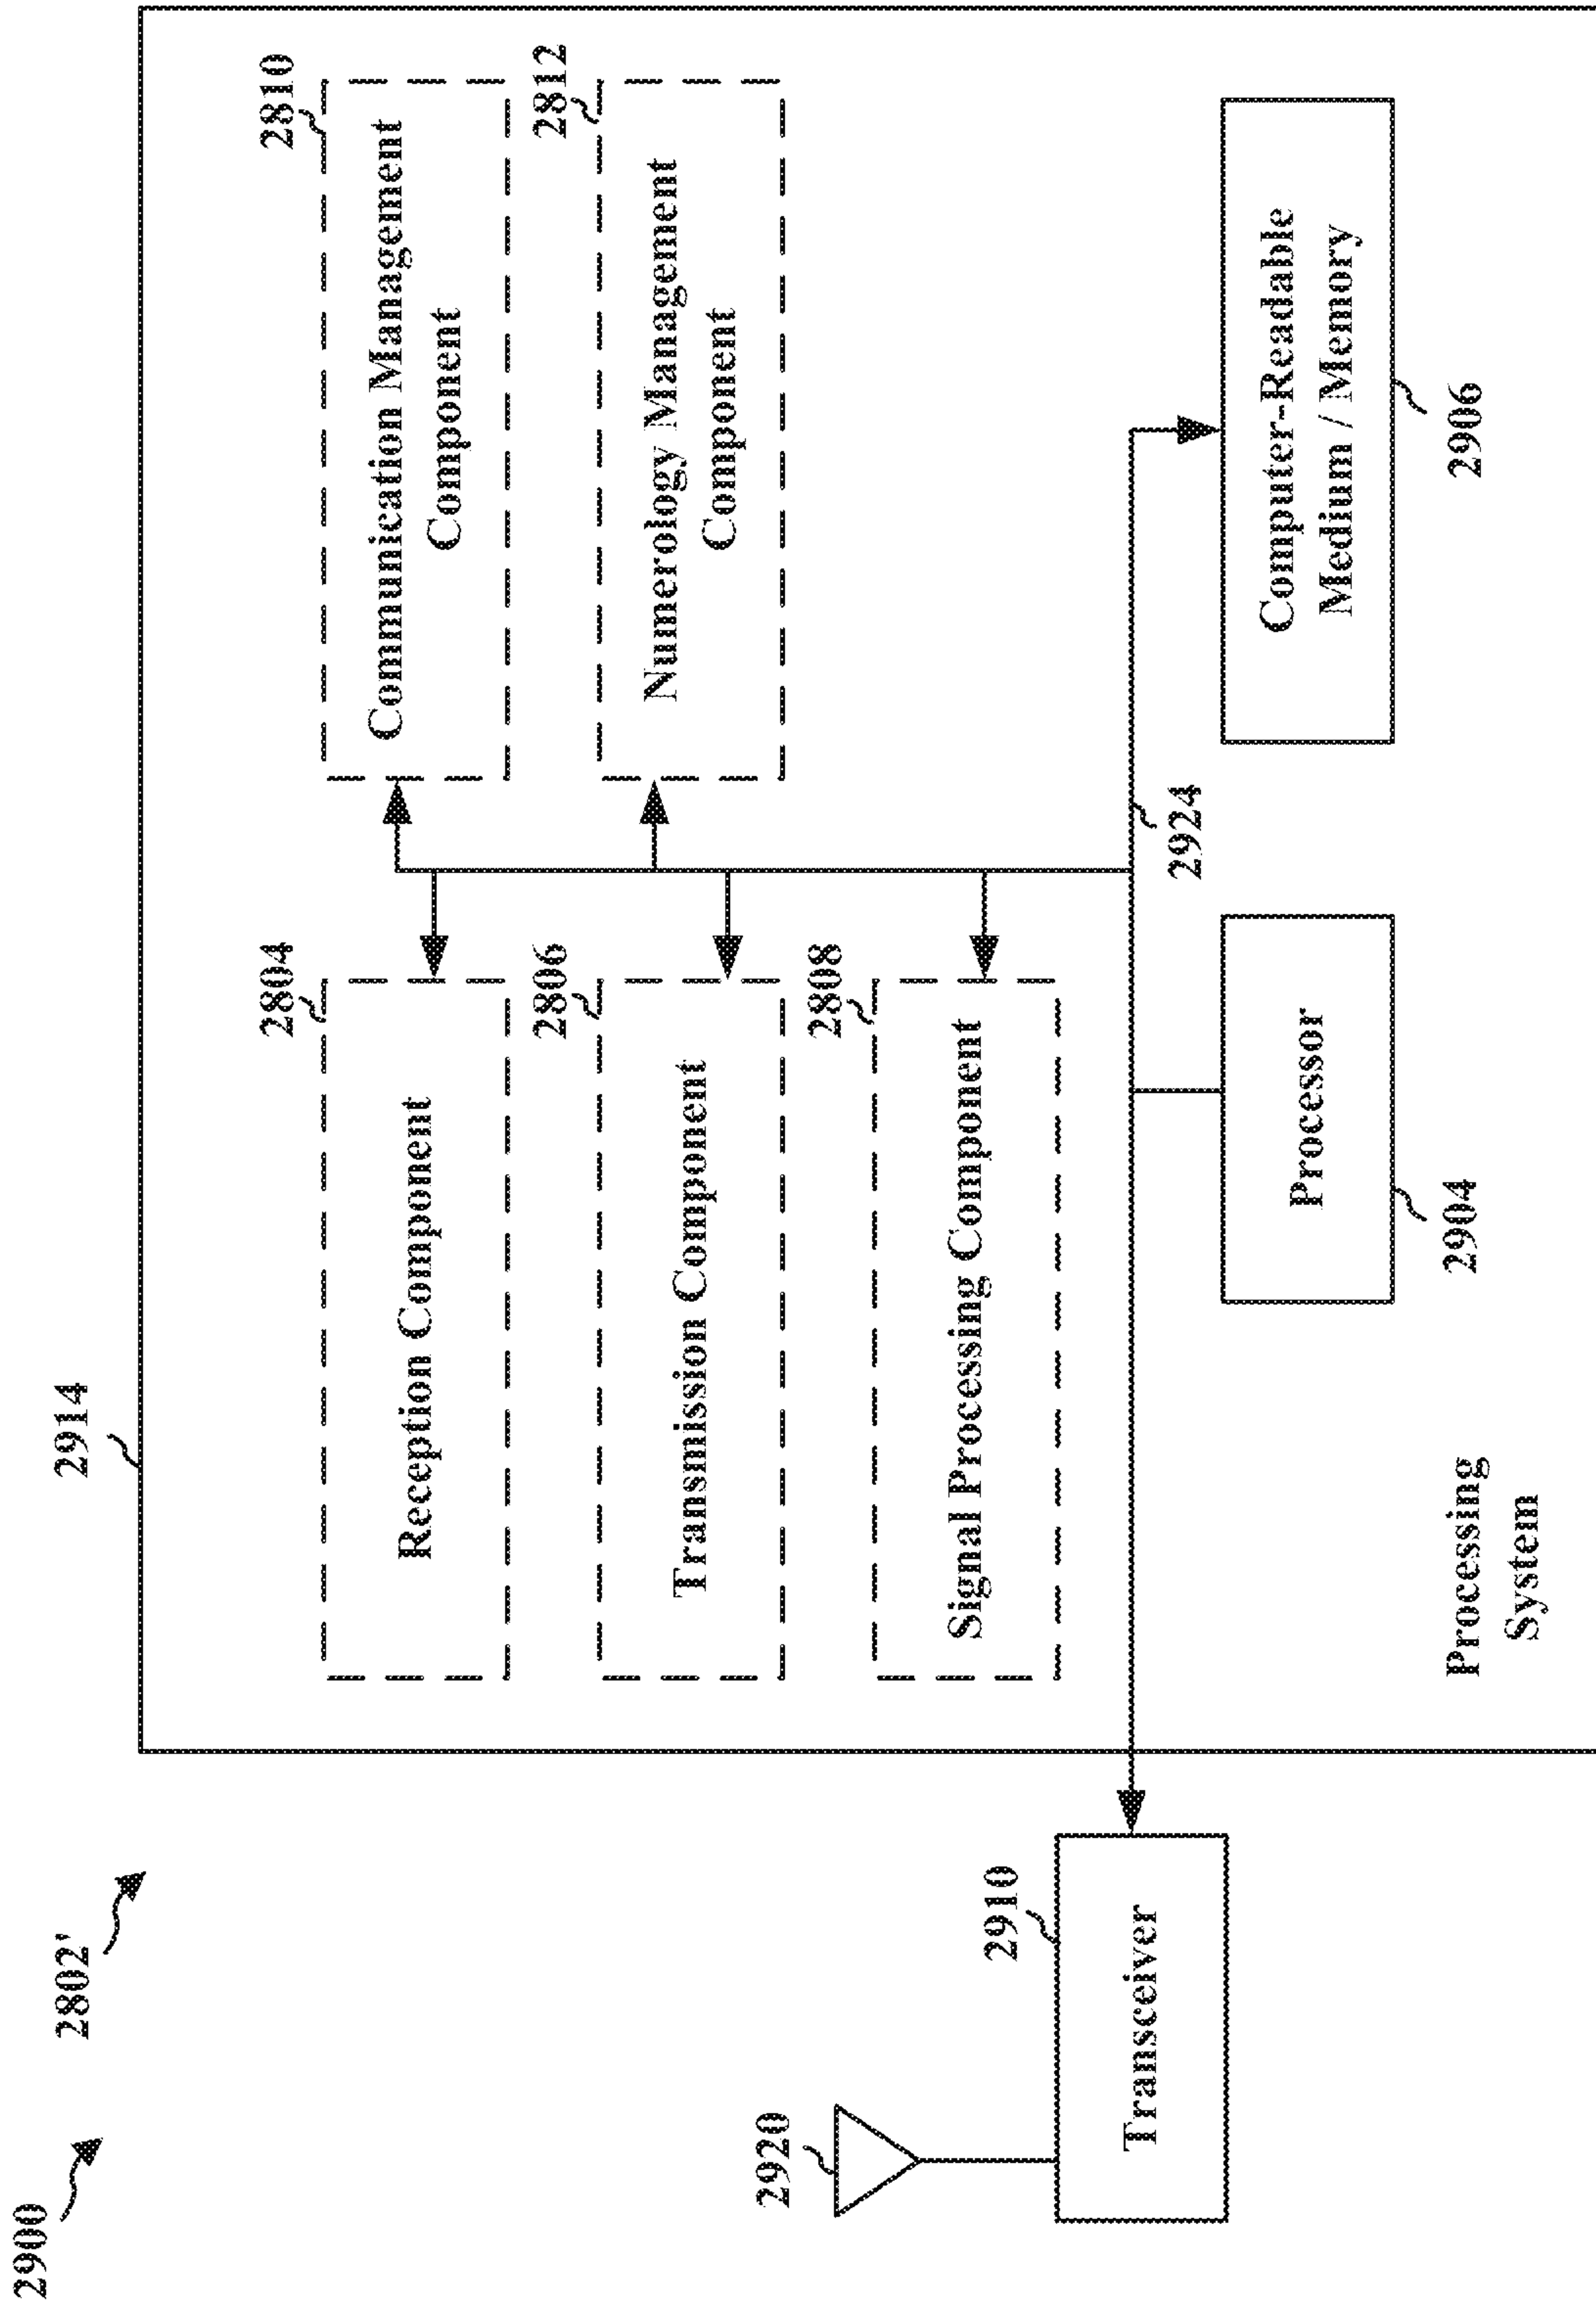 2900
2802'
2914
2804
Reception Component
2806
Transmission Component
2808
Signal Processing Component
2810
Communication Management
Component
2812
Numerology Management
Component
2920
2910
Transceiver
2924
Processor
2904
Computer-Readable
Medium / Memory
2906
Processing
System